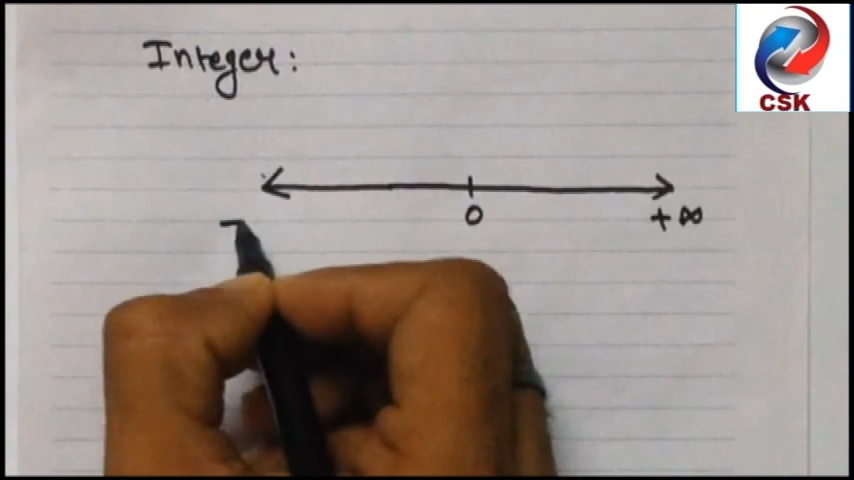 CSK
Integer:
0
+ ∞
-